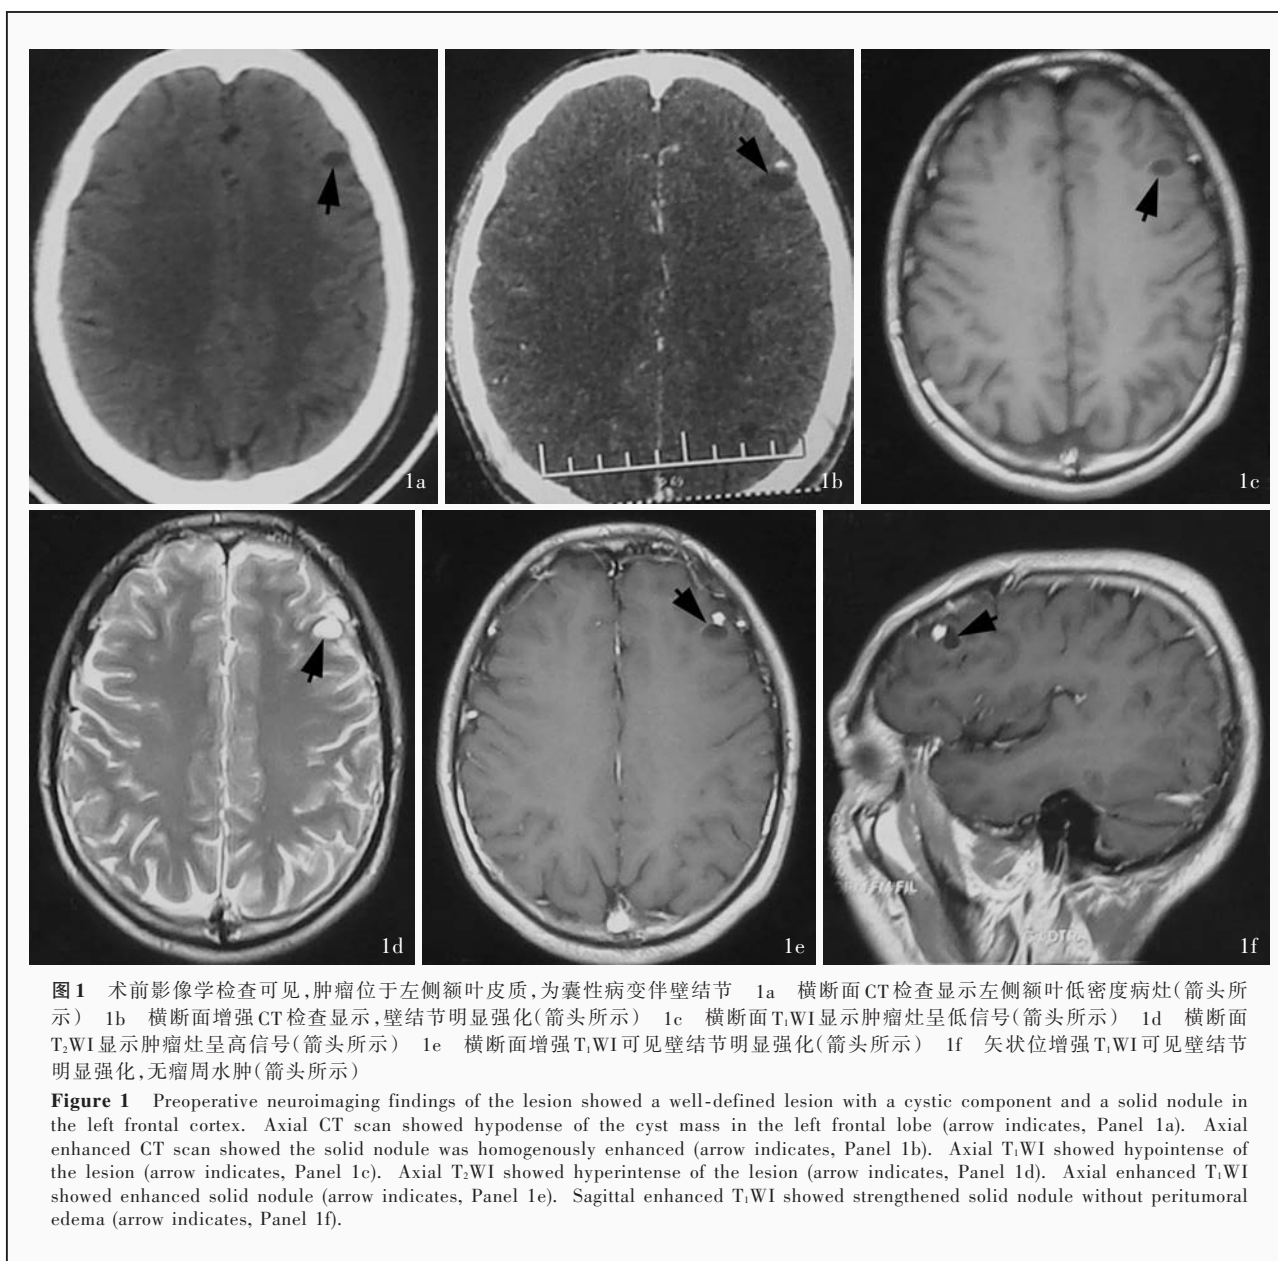 1a
1b
1c
1d
1e
1f
图1 术前影像学检查可见,肿瘤位于左侧额叶皮质,为囊性病变伴壁结节 1a 横断面CT检查显示左侧额叶低密度病灶(箭头所
示) 1b 横断面增强CT检查显示,壁结节明显强化(箭头所示) 1c 横断面T₁WI显示肿瘤灶呈低信号(箭头所示) 1d 横断面
T₂WI显示肿瘤灶呈高信号(箭头所示) 1e 横断面增强T₁WI可见壁结节明显强化(箭头所示) 1f 矢状位增强T₁WI可见壁结节
明显强化,无瘤周水肿(箭头所示)
Figure 1 Preoperative neuroimaging findings of the lesion showed a well-defined lesion with a cystic component and a solid nodule in
the left frontal cortex. Axial CT scan showed hypodense of the cyst mass in the left frontal lobe (arrow indicates, Panel 1a). Axial
enhanced CT scan showed the solid nodule was homogenously enhanced (arrow indicates, Panel 1b). Axial T₁WI showed hypointense of
the lesion (arrow indicates, Panel 1c). Axial T₂WI showed hyperintense of the lesion (arrow indicates, Panel 1d). Axial enhanced T₁WI
showed enhanced solid nodule (arrow indicates, Panel 1e). Sagittal enhanced T₁WI showed strengthened solid nodule without peritumoral
edema (arrow indicates, Panel 1f).